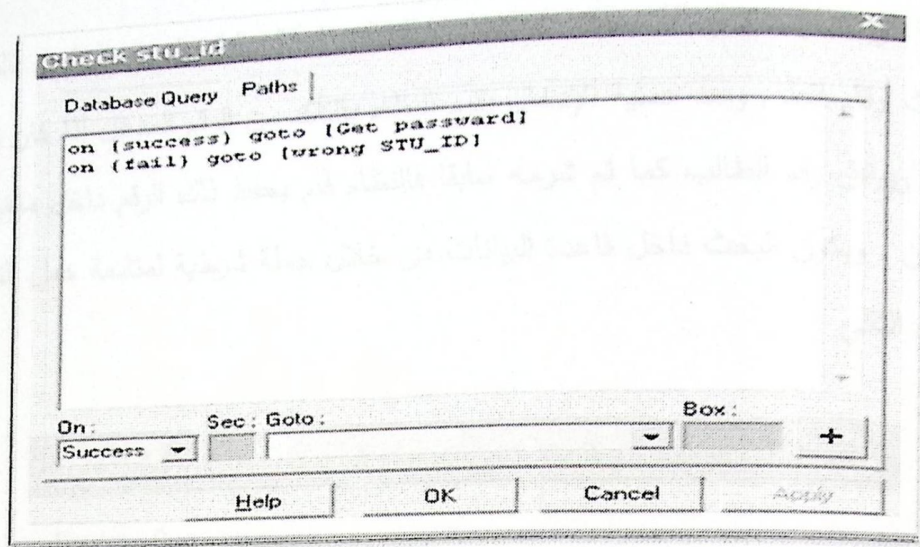 Check stu_id
Database Query Paths
on (success) goto [Get passward]
on (fail) goto [wrong STU_ID]
On: Sec: Goto: Box:
Success +
Help OK Cancel Apply